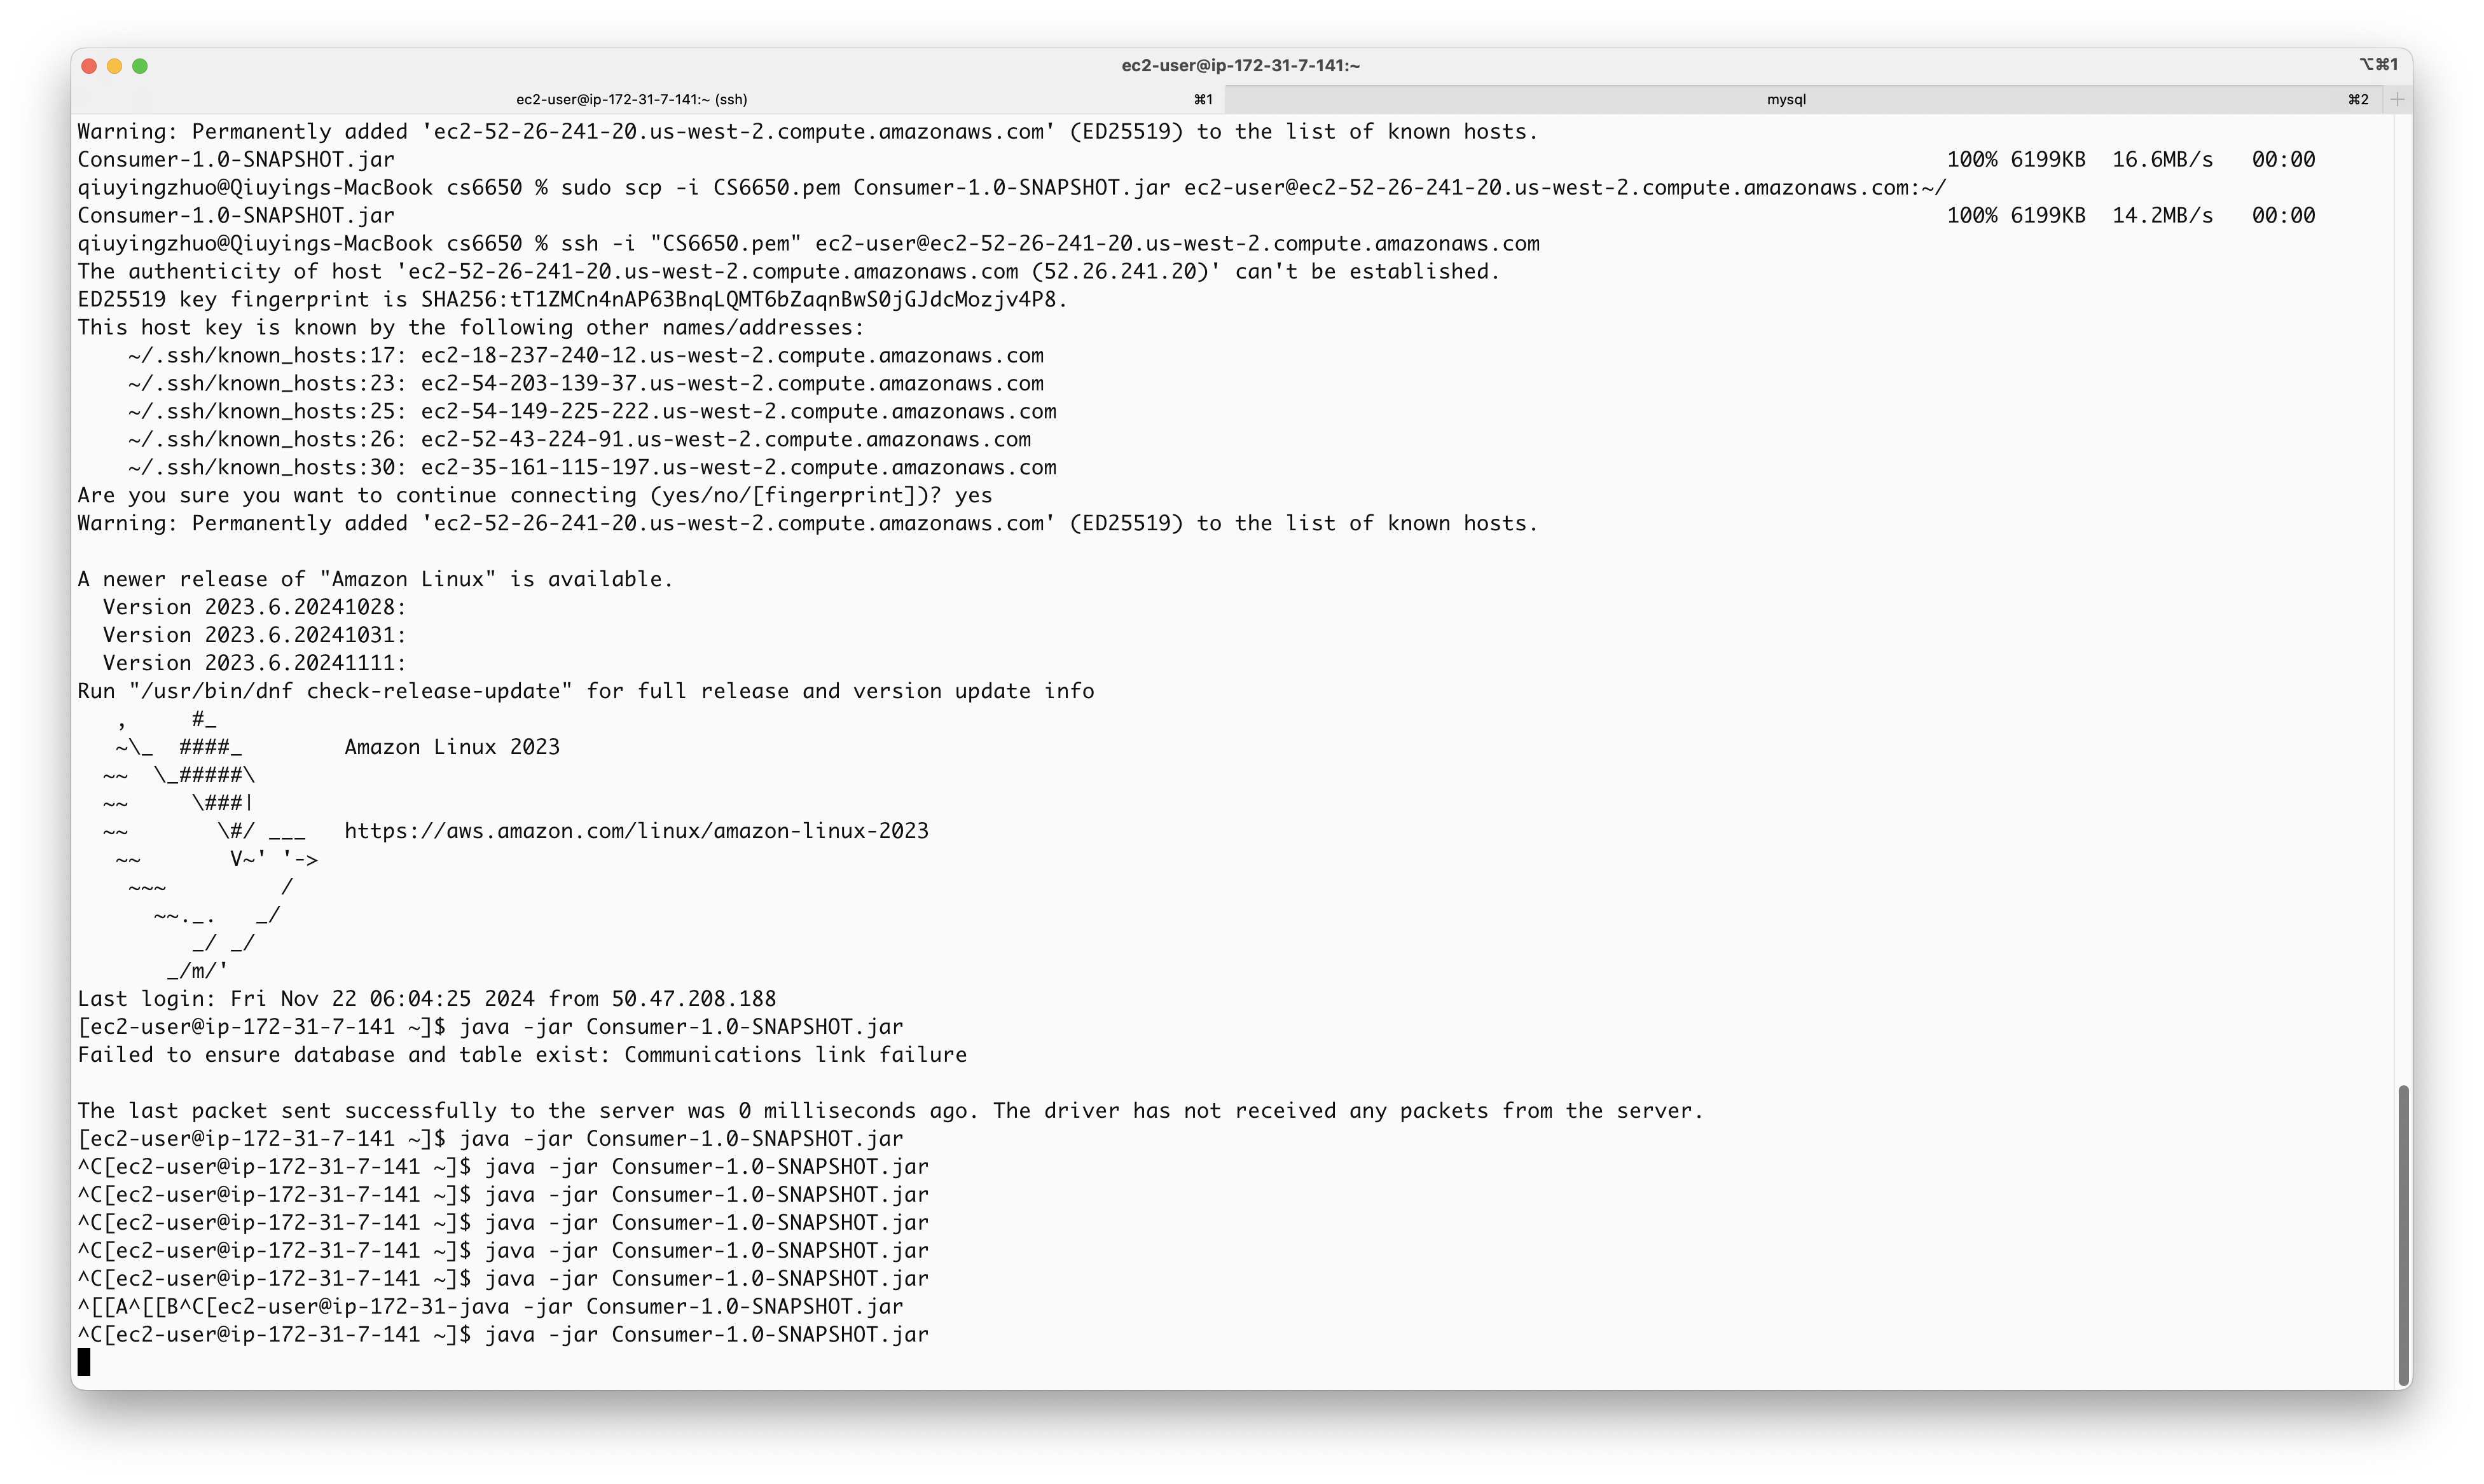 ec2-user@ip-172-31-7-141:~
⌥⌘1
ec2-user@ip-172-31-7-141:~ (ssh)
⌘1
mysql
⌘2
Warning: Permanently added 'ec2-52-26-241-20.us-west-2.compute.amazonaws.com' (ED25519) to the list of known hosts.
Consumer-1.0-SNAPSHOT.jar 100% 6199KB 16.6MB/s 00:00
qiuyingzhuo@Qiuyings-MacBook cs6650 % sudo scp -i CS6650.pem Consumer-1.0-SNAPSHOT.jar ec2-user@ec2-52-26-241-20.us-west-2.compute.amazonaws.com:~/
Consumer-1.0-SNAPSHOT.jar 100% 6199KB 14.2MB/s 00:00
qiuyingzhuo@Qiuyings-MacBook cs6650 % ssh -i "CS6650.pem" ec2-user@ec2-52-26-241-20.us-west-2.compute.amazonaws.com
The authenticity of host 'ec2-52-26-241-20.us-west-2.compute.amazonaws.com (52.26.241.20)' can't be established.
ED25519 key fingerprint is SHA256:tT1ZMCn4nAP63BnqLQMT6bZaqnBwS0jGJdcMozjv4P8.
This host key is known by the following other names/addresses:
    ~/.ssh/known_hosts:17: ec2-18-237-240-12.us-west-2.compute.amazonaws.com
    ~/.ssh/known_hosts:23: ec2-54-203-139-37.us-west-2.compute.amazonaws.com
    ~/.ssh/known_hosts:25: ec2-54-149-225-222.us-west-2.compute.amazonaws.com
    ~/.ssh/known_hosts:26: ec2-52-43-224-91.us-west-2.compute.amazonaws.com
    ~/.ssh/known_hosts:30: ec2-35-161-115-197.us-west-2.compute.amazonaws.com
Are you sure you want to continue connecting (yes/no/[fingerprint])? yes
Warning: Permanently added 'ec2-52-26-241-20.us-west-2.compute.amazonaws.com' (ED25519) to the list of known hosts.
A newer release of "Amazon Linux" is available.
  Version 2023.6.20241028:
  Version 2023.6.20241031:
  Version 2023.6.20241111:
Run "/usr/bin/dnf check-release-update" for full release and version update info
   ,     #_
   ~\_  ####_        Amazon Linux 2023
  ~~  \_#####\
  ~~     \###|
  ~~       \#/ ___   https://aws.amazon.com/linux/amazon-linux-2023
   ~~       V~' '->
    ~~~         /
      ~~._.   _/
         _/ _/
       _/m/'
Last login: Fri Nov 22 06:04:25 2024 from 50.47.208.188
[ec2-user@ip-172-31-7-141 ~]$ java -jar Consumer-1.0-SNAPSHOT.jar
Failed to ensure database and table exist: Communications link failure
The last packet sent successfully to the server was 0 milliseconds ago. The driver has not received any packets from the server.
[ec2-user@ip-172-31-7-141 ~]$ java -jar Consumer-1.0-SNAPSHOT.jar
^C[ec2-user@ip-172-31-7-141 ~]$ java -jar Consumer-1.0-SNAPSHOT.jar
^C[ec2-user@ip-172-31-7-141 ~]$ java -jar Consumer-1.0-SNAPSHOT.jar
^C[ec2-user@ip-172-31-7-141 ~]$ java -jar Consumer-1.0-SNAPSHOT.jar
^C[ec2-user@ip-172-31-7-141 ~]$ java -jar Consumer-1.0-SNAPSHOT.jar
^C[ec2-user@ip-172-31-7-141 ~]$ java -jar Consumer-1.0-SNAPSHOT.jar
^[[A^[[B^C[ec2-user@ip-172-31-java -jar Consumer-1.0-SNAPSHOT.jar
^C[ec2-user@ip-172-31-7-141 ~]$ java -jar Consumer-1.0-SNAPSHOT.jar